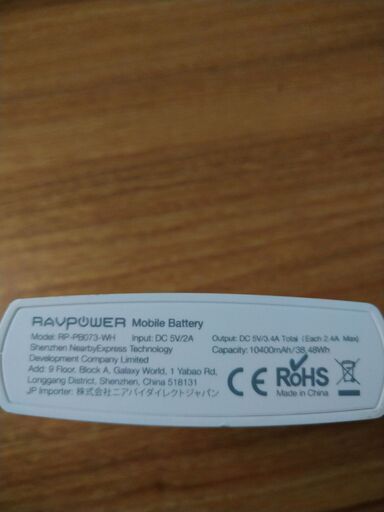 RAVPOWER Mobile Battery
Model: RP-PB073-WH Input: DC 5V/2A Output: DC 5V/3.4A Total (Each 2.4A Max)
Shenzhen NearbyExpress Technology Capacity: 10400mAh/38.48Wh
Development Company Limited
Add: 9 Floor, Block A, Galaxy World, 1 Yabao Rd,
Longgang District, Shenzhen, China 518131
JP Importer: 株式会社ニアバイダイレクトジャパン
CE RoHS
Made in China